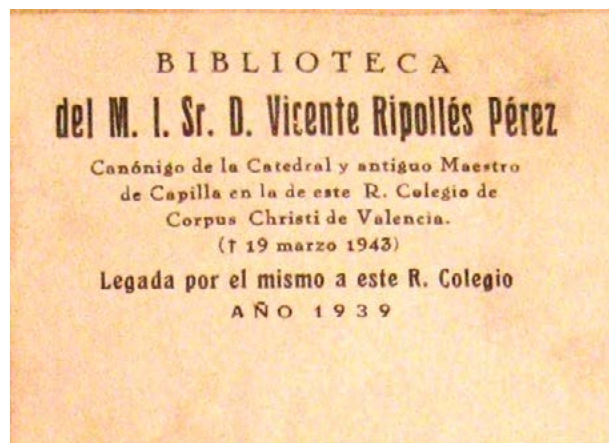 BIBLIOTECA
del M. I. Sr. D. Vicente Ripollés Pérez
Canónigo de la Catedral y antiguo Maestro
de Capilla en la de este R. Colegio de
Corpus Christi de Valencia.
(† 19 marzo 1943)
Legada por el mismo a este R. Colegio
AÑO 1939